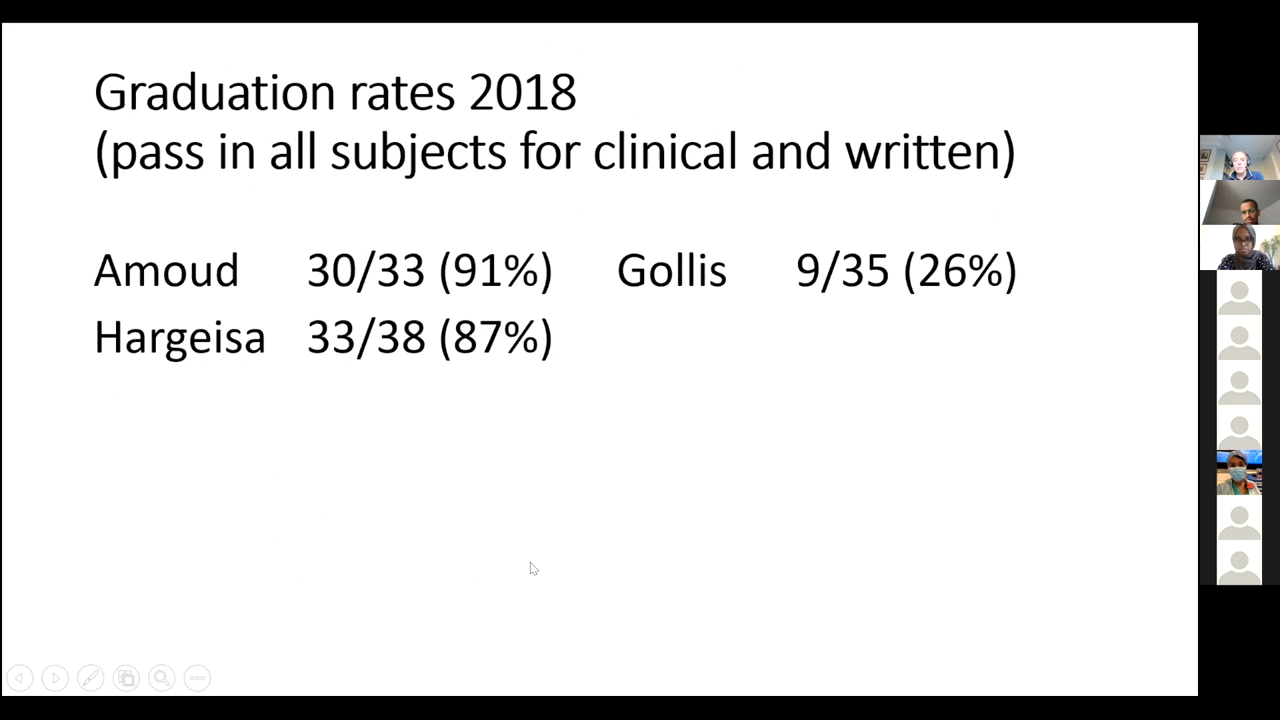 Graduation rates 2018
(pass in all subjects for clinical and written)
Amoud 30/33 (91%) Gollis 9/35 (26%)
Hargeisa 33/38 (87%)